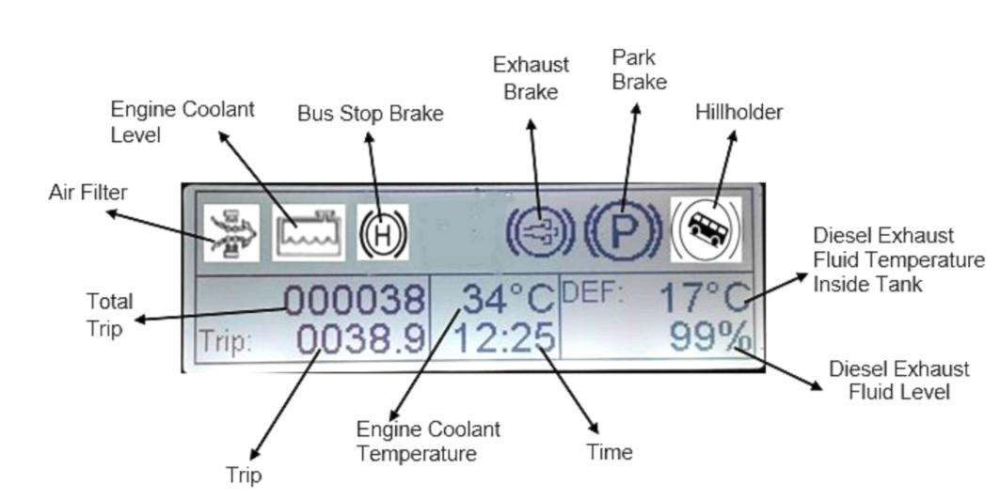 Exhaust
Brake
Park
Brake
Engine Coolant
Level
Bus Stop Brake
Hillholder
Air Filter
H
P
Diesel Exhaust
Fluid Temperature
Inside Tank
Total
Trip
000038
34°C
DEF: 17°C
Trip: 0038.9
12:25
99%
Diesel Exhaust
Fluid Level
Engine Coolant
Temperature
Time
Trip